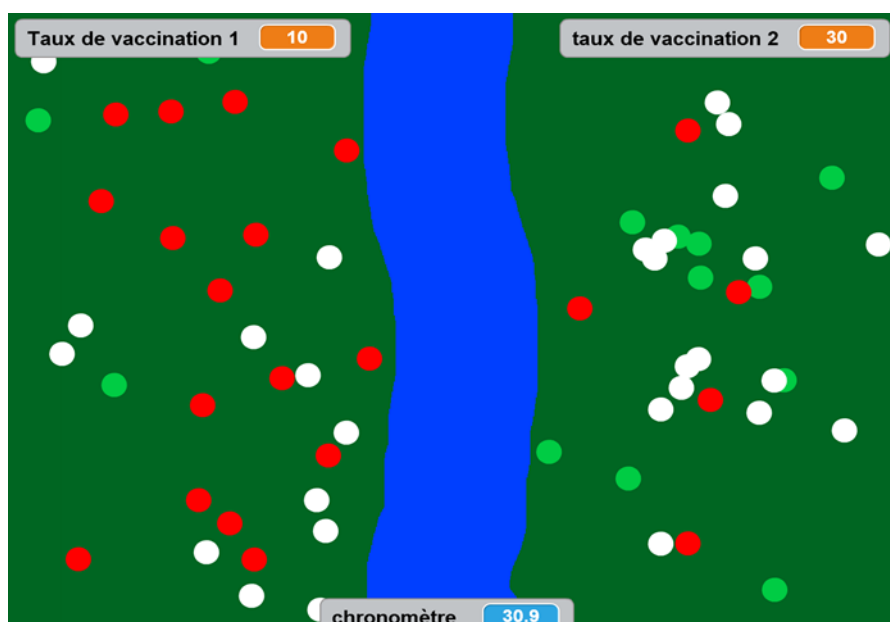 Taux de vaccination 1 10
taux de vaccination 2 30
chronomètre 30.9